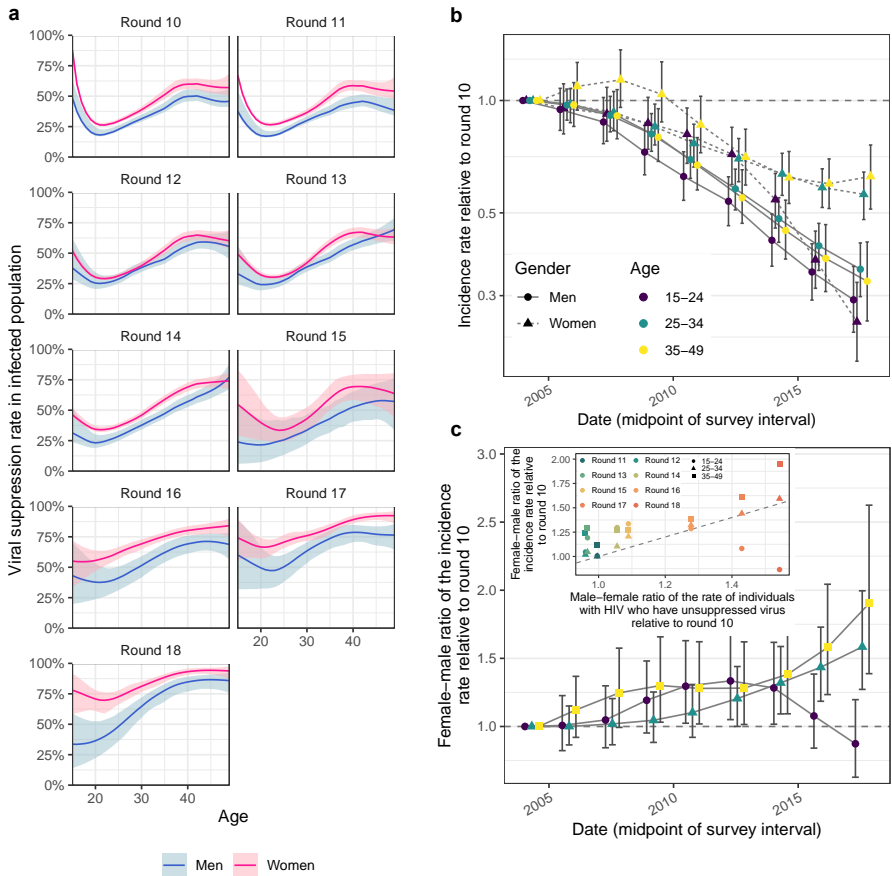 a
Viral suppression rate in infected population
Round 10
Round 11
100%
75%
50%
25%
0%
Round 12
Round 13
100%
75%
50%
25%
0%
Round 14
Round 15
100%
75%
50%
25%
0%
Round 16
Round 17
100%
75%
50%
25%
0%
20
30
40
Round 18
100%
75%
50%
25%
0%
20
30
40
Age
Men
Women
b
Incidence rate relative to round 10
1.0
0.5
0.3
Gender
Men
Women
Age
15−24
25−34
35−49
2005
2010
2015
Date (midpoint of survey interval)
c
Female−male ratio of the incidence
rate relative to round 10
3.0
2.5
2.0
1.5
1.0
2005
2010
2015
Date (midpoint of survey interval)
Female−male ratio of the
incidence rate relative
to round 10
2.00
1.75
1.50
1.25
1.00
Round 11
Round 12
15−24
25−34
35−49
Round 13
Round 14
Round 15
Round 16
Round 17
Round 18
1.0
1.2
1.4
Male−female ratio of the rate of individuals
with HIV who have unsuppressed virus
relative to round 10